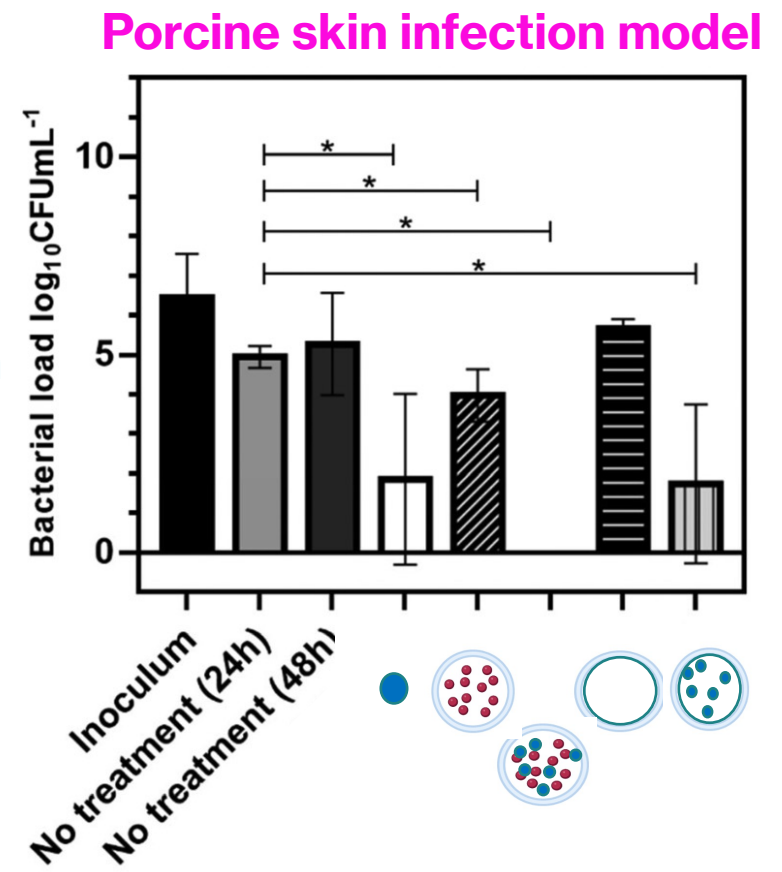 Porcine skin infection model
Bacterial load log₁₀CFUmL⁻¹
10
5
0
*
*
*
*
Inoculum
No treatment (24h)
No treatment (48h)